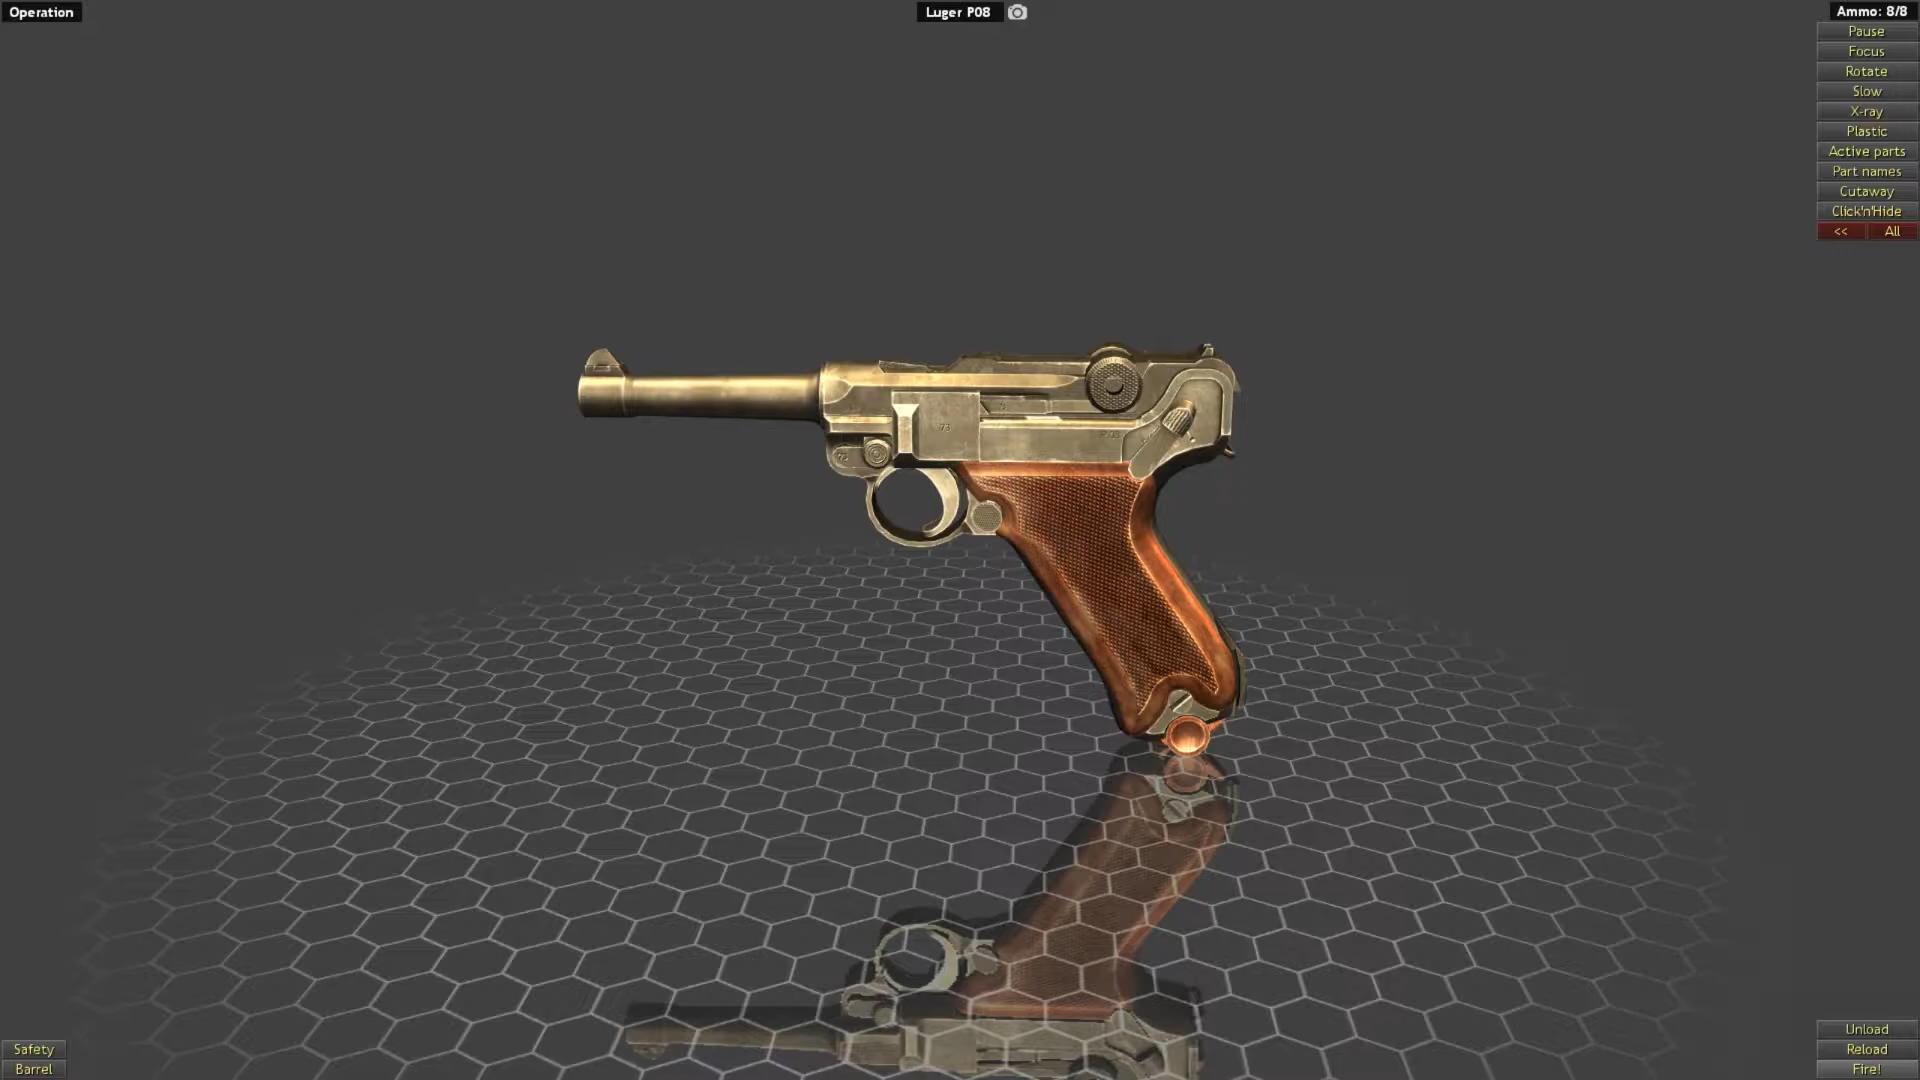 Operation
Luger P08
Ammo: 8/8
Pause
Focus
Rotate
Slow
X-ray
Plastic
Active parts
Part names
Cutaway
Click'n'Hide
<< All
73
Safety
Barrel
Unload
Reload
Fire!